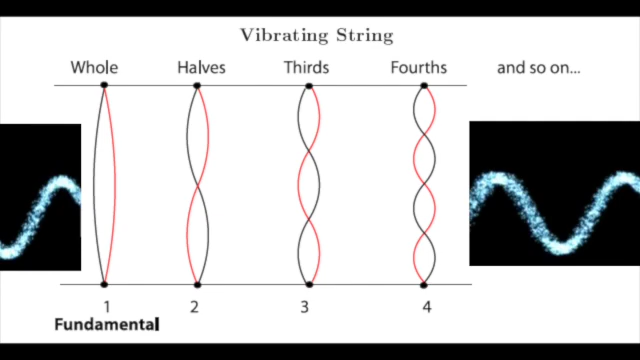 Vibrating String
Whole Halves Thirds Fourths and so on...
1 2 3 4
Fundamental